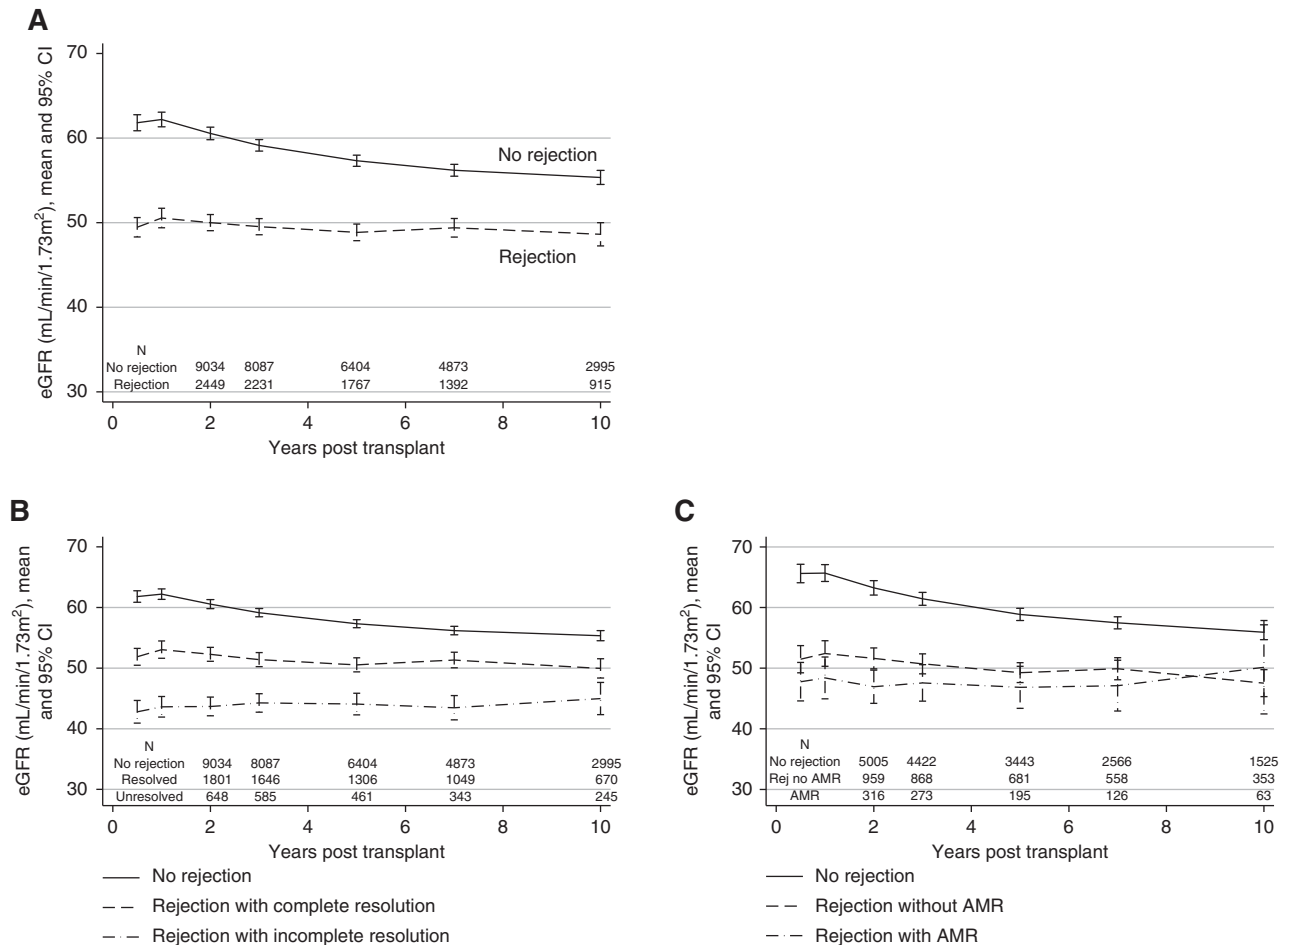 A
eGFR (mL/min/1.73m²), mean and 95% CI
70
60
50
40
30
No rejection
Rejection
N
No rejection 9034 8087 6404 4873 2995
Rejection 2449 2231 1767 1392 915
0 2 4 6 8 10
Years post transplant
B
eGFR (mL/min/1.73m²), mean
and 95% CI
70
60
50
40
30
N
No rejection 9034 8087 6404 4873 2995
Resolved 1801 1646 1306 1049 670
Unresolved 648 585 461 343 245
0 2 4 6 8 10
Years post transplant
No rejection
Rejection with complete resolution
Rejection with incomplete resolution
C
eGFR (mL/min/1.73m²), mean
and 95% CI
70
60
50
40
30
N
No rejection 5005 4422 3443 2566 1525
Rej no AMR 959 868 681 558 353
AMR 316 273 195 126 63
0 2 4 6 8 10
Years post transplant
No rejection
Rejection without AMR
Rejection with AMR